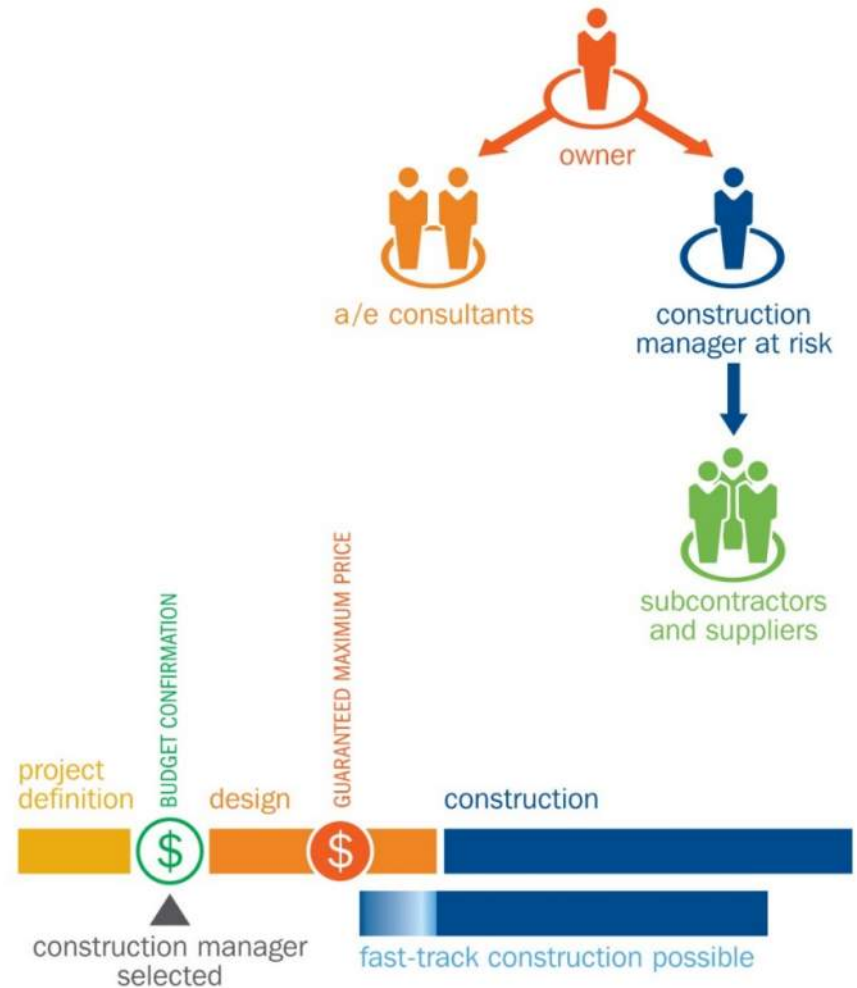 owner
a/e consultants
construction
manager at risk
subcontractors
and suppliers
project
definition
BUDGET CONFIRMATION
$
design
GUARANTEED MAXIMUM PRICE
$
construction
construction manager
selected
fast-track construction possible